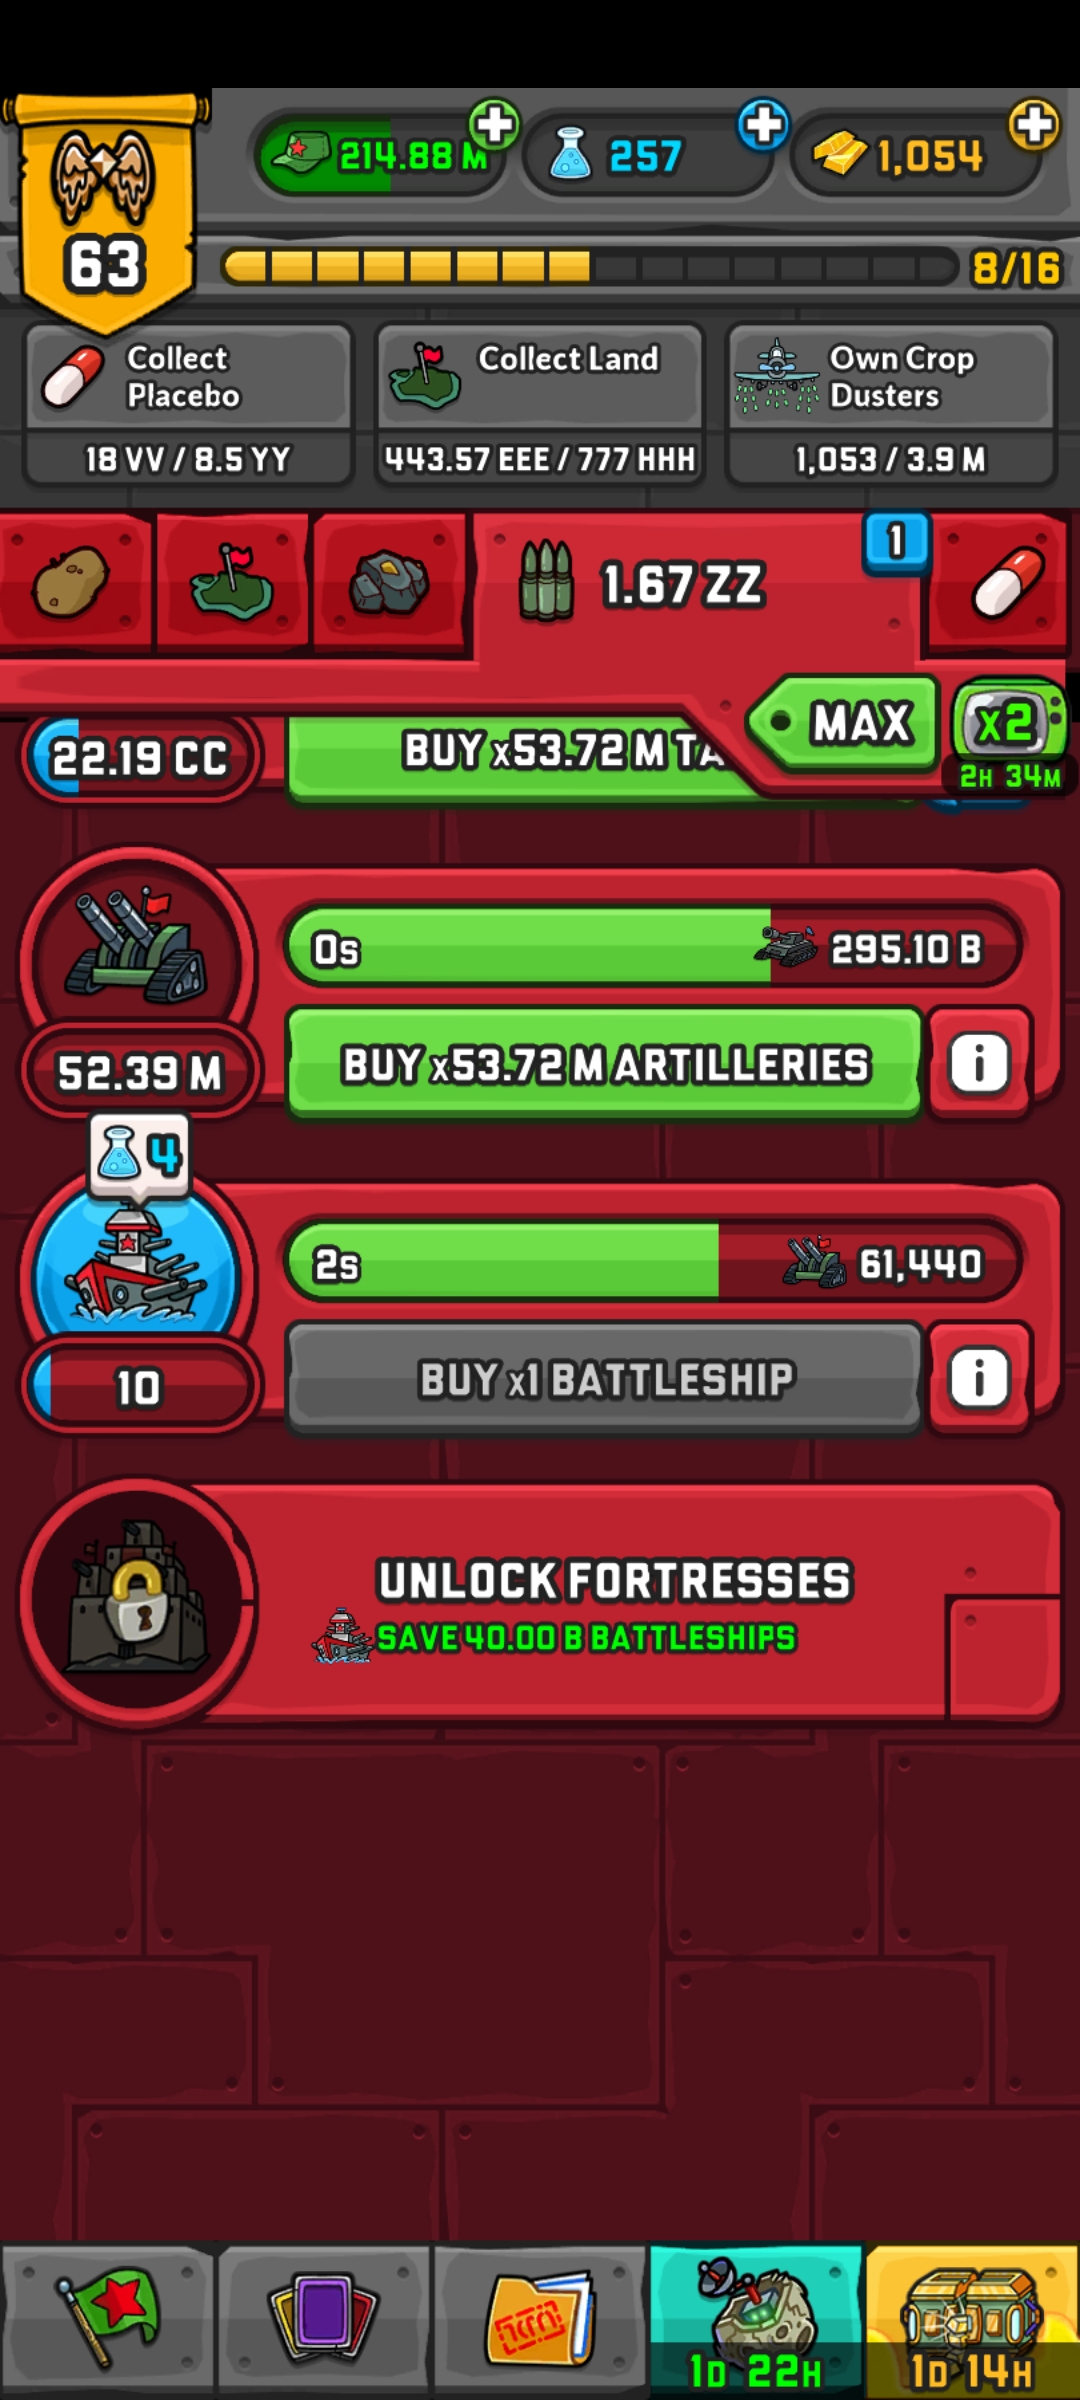 214.88 M
257
1,054
63
8/16
Collect
Placebo
18 VV / 8.5 YY
Collect Land
443.57 EEE / 777 HHH
Own Crop
Dusters
1,053 / 3.9 M
1.67 ZZ
1
MAX
x2
2H 34M
22.19 CC
BUY x53.72 M TA
0s
295.10 B
52.39 M
BUY x53.72 M ARTILLERIES
i
4
2s
61,440
10
BUY x1 BATTLESHIP
i
UNLOCK FORTRESSES
SAVE 40.00 B BATTLESHIPS
1D 22H
1D 14H